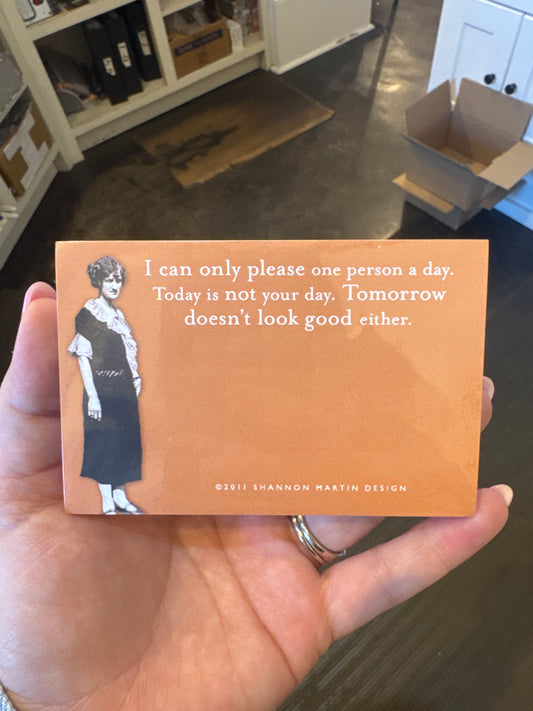 I can only please one person a day.
Today is not your day. Tomorrow
doesn't look good either.
©2011 SHANNON MARTIN DESIGN